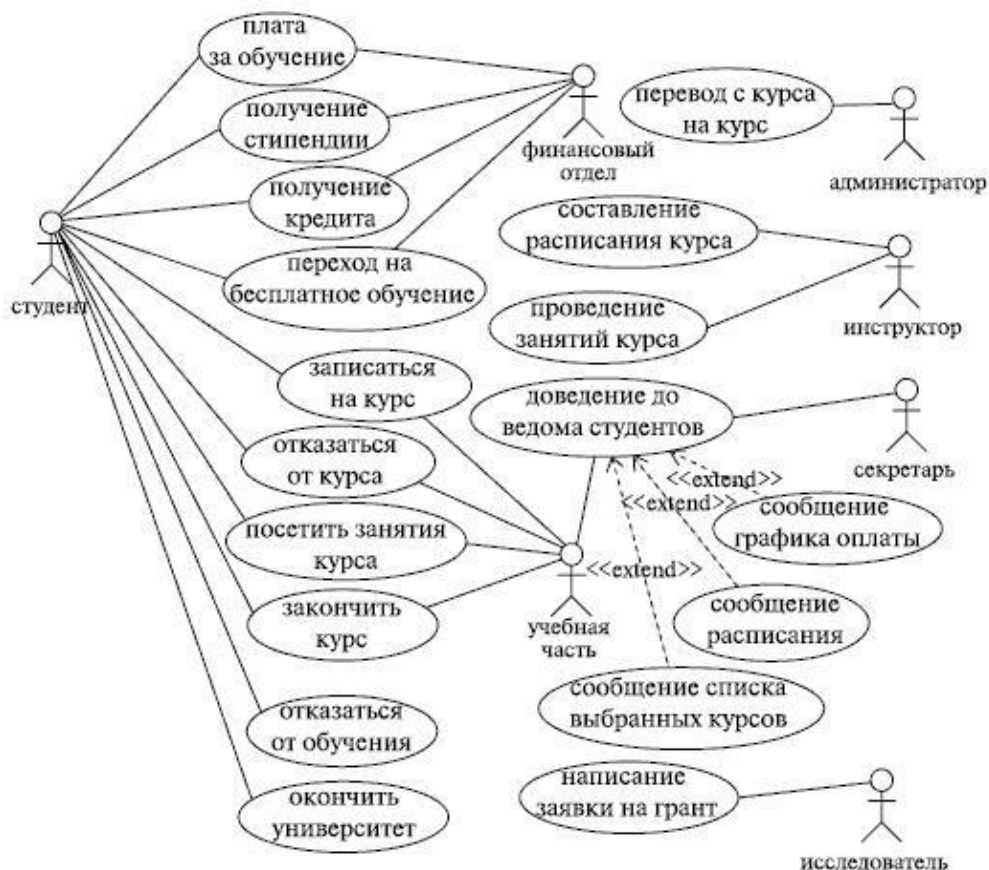 плата
за обучение
получение
стипендии
получение
кредита
переход на
бесплатное обучение
студент
финансовый
отдел
перевод с курса
на курс
администратор
составление
расписания курса
проведение
занятий курса
инструктор
записаться
на курс
отказаться
от курса
посетить занятия
курса
закончить
курс
отказаться
от обучения
окончить
университет
доведение до
ведома студентов
секретарь
<<extend>>
<<extend>>
<<extend>>
сообщение
графика оплаты
учебная
часть
сообщение
расписания
сообщение списка
выбранных курсов
написание
заявки на грант
исследователь